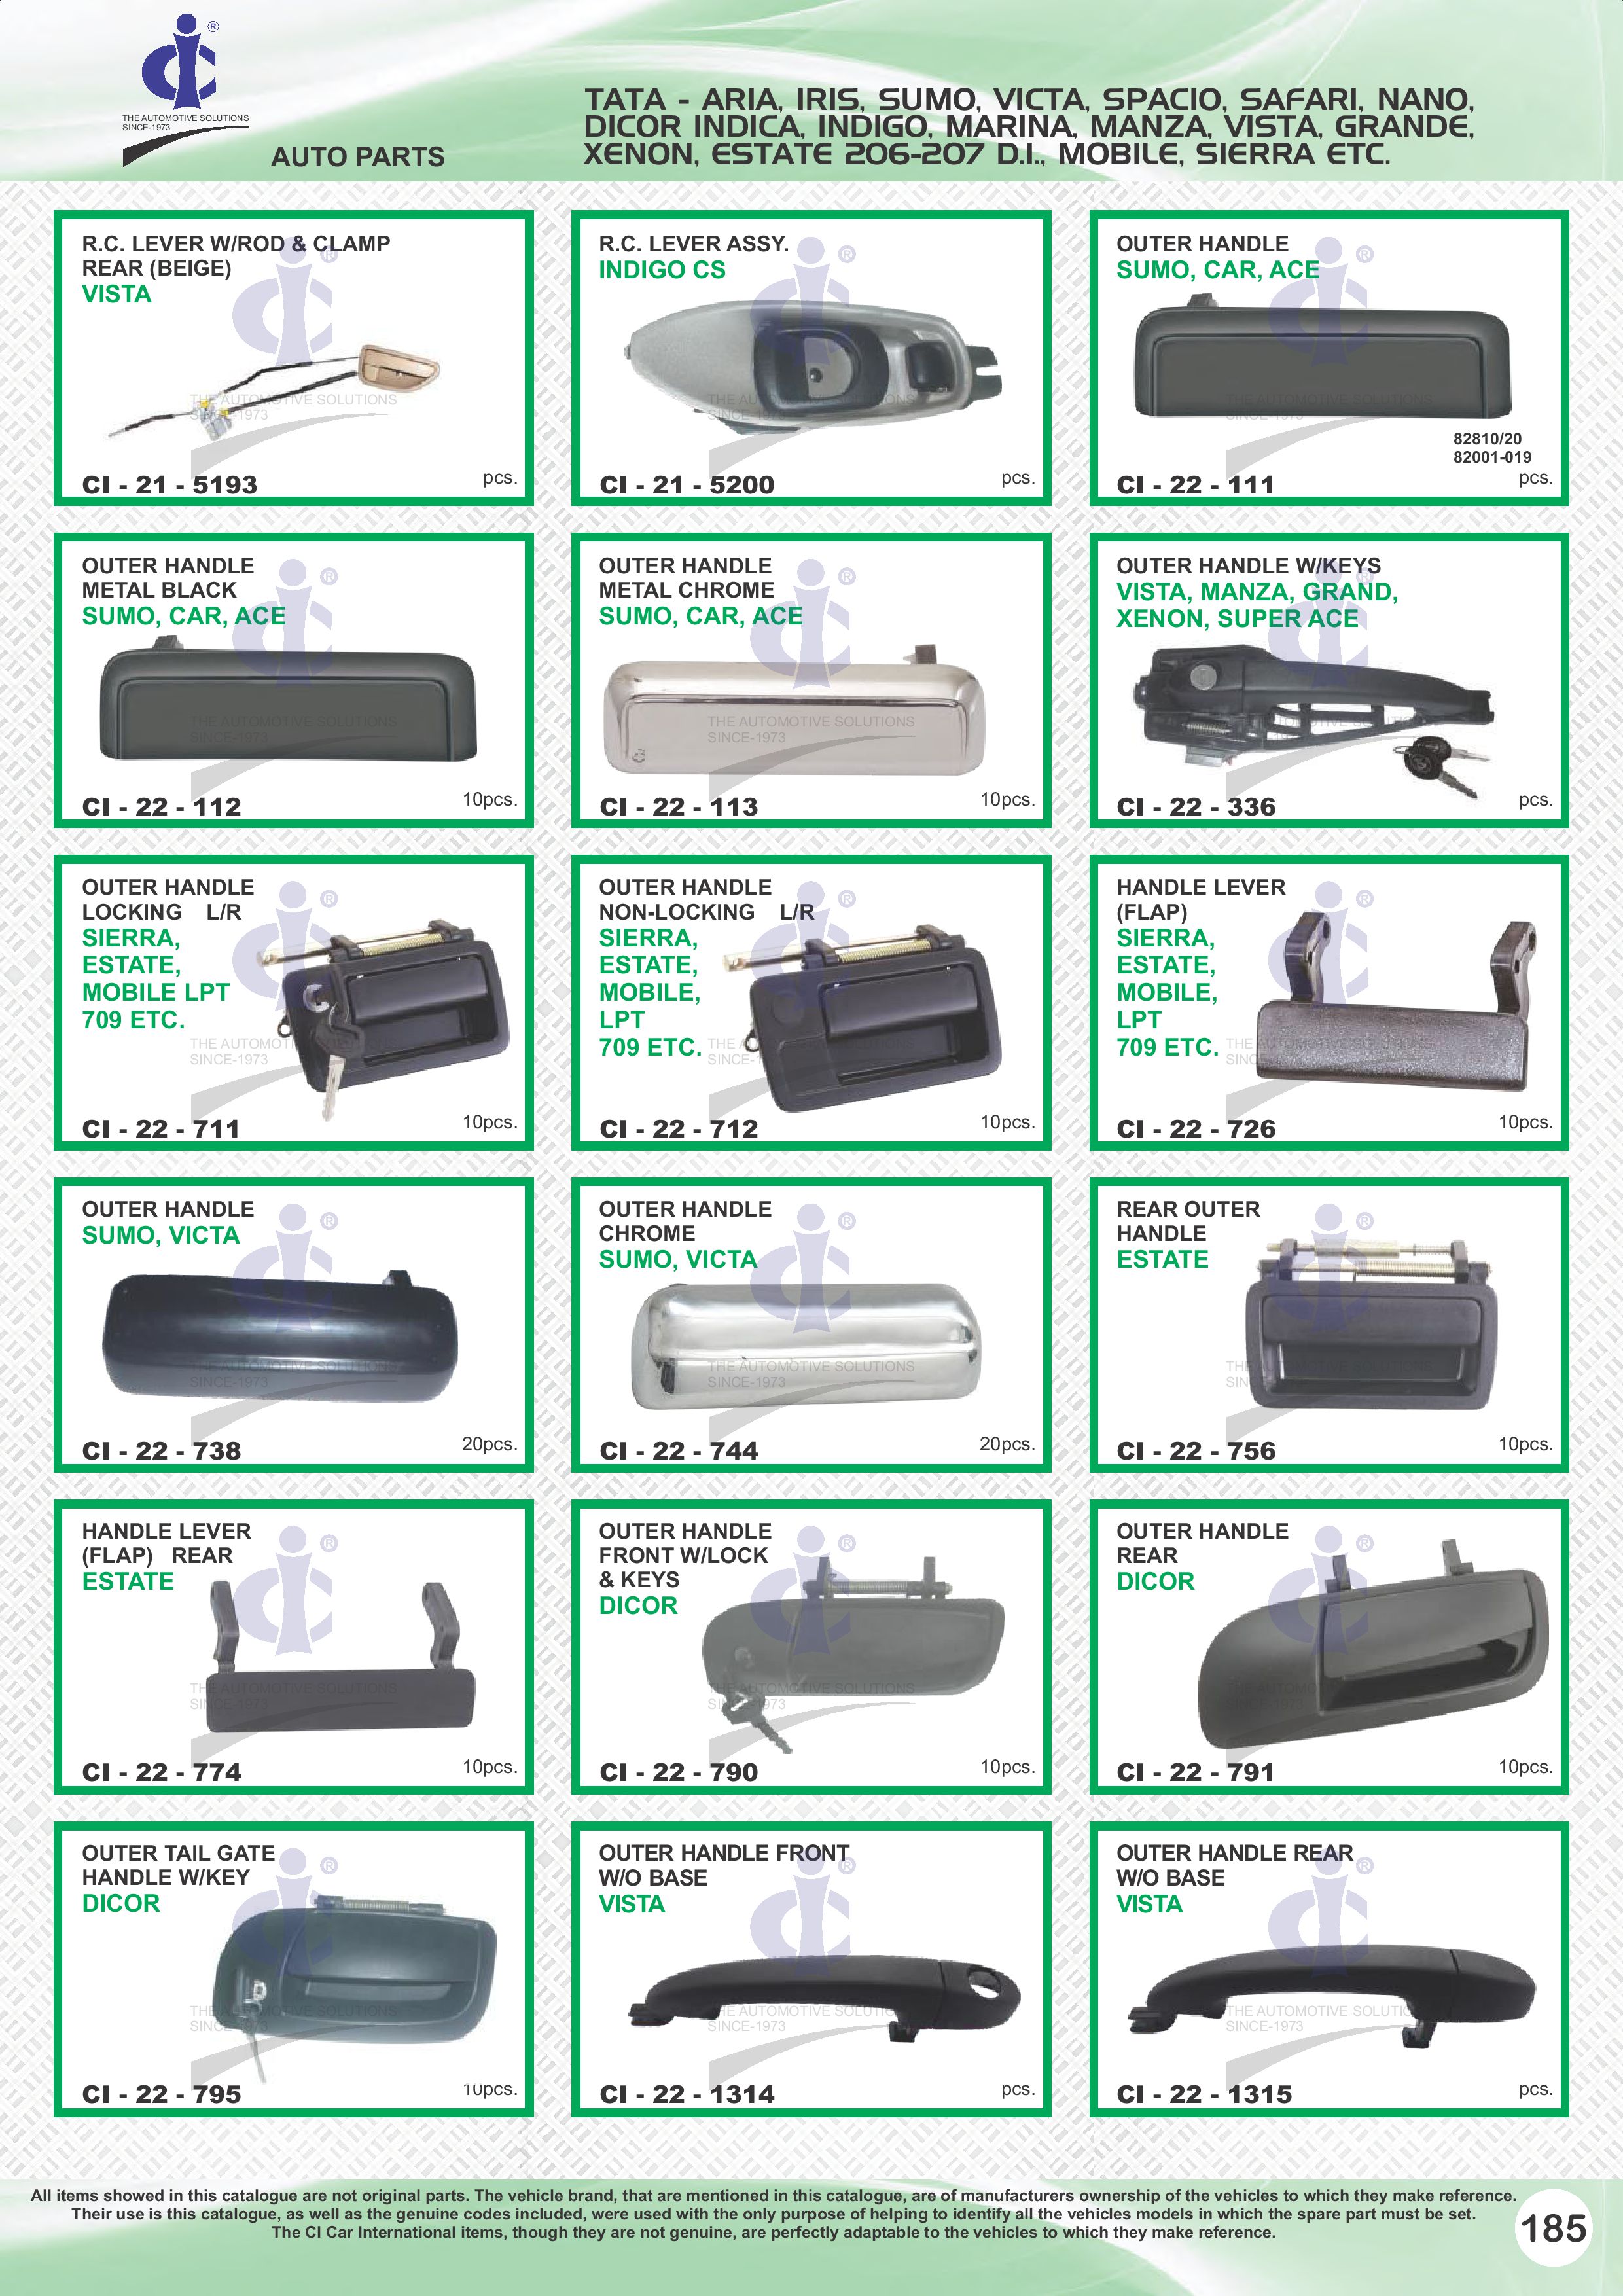 THE AUTOMOTIVE SOLUTIONS
SINCE-1973
AUTO PARTS
TATA - ARIA, IRIS, SUMO, VICTA, SPACIO, SAFARI, NANO,
DICOR INDICA, INDIGO, MARINA, MANZA, VISTA, GRANDE,
XENON, ESTATE 206-207 D.I., MOBILE, SIERRA ETC.
R.C. LEVER W/ROD & CLAMP
REAR (BEIGE)
VISTA
CI - 21 - 5193
pcs.
R.C. LEVER ASSY.
INDIGO CS
CI - 21 - 5200
pcs.
OUTER HANDLE
SUMO, CAR, ACE
82810/20
82001-019
CI - 22 - 111
pcs.
OUTER HANDLE
METAL BLACK
SUMO, CAR, ACE
CI - 22 - 112
10pcs.
OUTER HANDLE
METAL CHROME
SUMO, CAR, ACE
CI - 22 - 113
10pcs.
OUTER HANDLE W/KEYS
VISTA, MANZA, GRAND,
XENON, SUPER ACE
CI - 22 - 336
pcs.
OUTER HANDLE
LOCKING L/R
SIERRA,
ESTATE,
MOBILE LPT
709 ETC.
CI - 22 - 711
10pcs.
OUTER HANDLE
NON-LOCKING L/R
SIERRA,
ESTATE,
MOBILE,
LPT
709 ETC.
CI - 22 - 712
10pcs.
HANDLE LEVER
(FLAP)
SIERRA,
ESTATE,
MOBILE,
LPT
709 ETC.
CI - 22 - 726
10pcs.
OUTER HANDLE
SUMO, VICTA
CI - 22 - 738
20pcs.
OUTER HANDLE
CHROME
SUMO, VICTA
CI - 22 - 744
20pcs.
REAR OUTER
HANDLE
ESTATE
CI - 22 - 756
10pcs.
HANDLE LEVER
(FLAP) REAR
ESTATE
CI - 22 - 774
10pcs.
OUTER HANDLE
FRONT W/LOCK
& KEYS
DICOR
CI - 22 - 790
10pcs.
OUTER HANDLE
REAR
DICOR
CI - 22 - 791
10pcs.
OUTER TAIL GATE
HANDLE W/KEY
DICOR
CI - 22 - 795
10pcs.
OUTER HANDLE FRONT
W/O BASE
VISTA
CI - 22 - 1314
pcs.
OUTER HANDLE REAR
W/O BASE
VISTA
CI - 22 - 1315
pcs.
All items showed in this catalogue are not original parts. The vehicle brand, that are mentioned in this catalogue, are of manufacturers ownership of the vehicles to which they make reference.
Their use is this catalogue, as well as the genuine codes included, were used with the only purpose of helping to identify all the vehicles models in which the spare part must be set.
The CI Car International items, though they are not genuine, are perfectly adaptable to the vehicles to which they make reference.
185